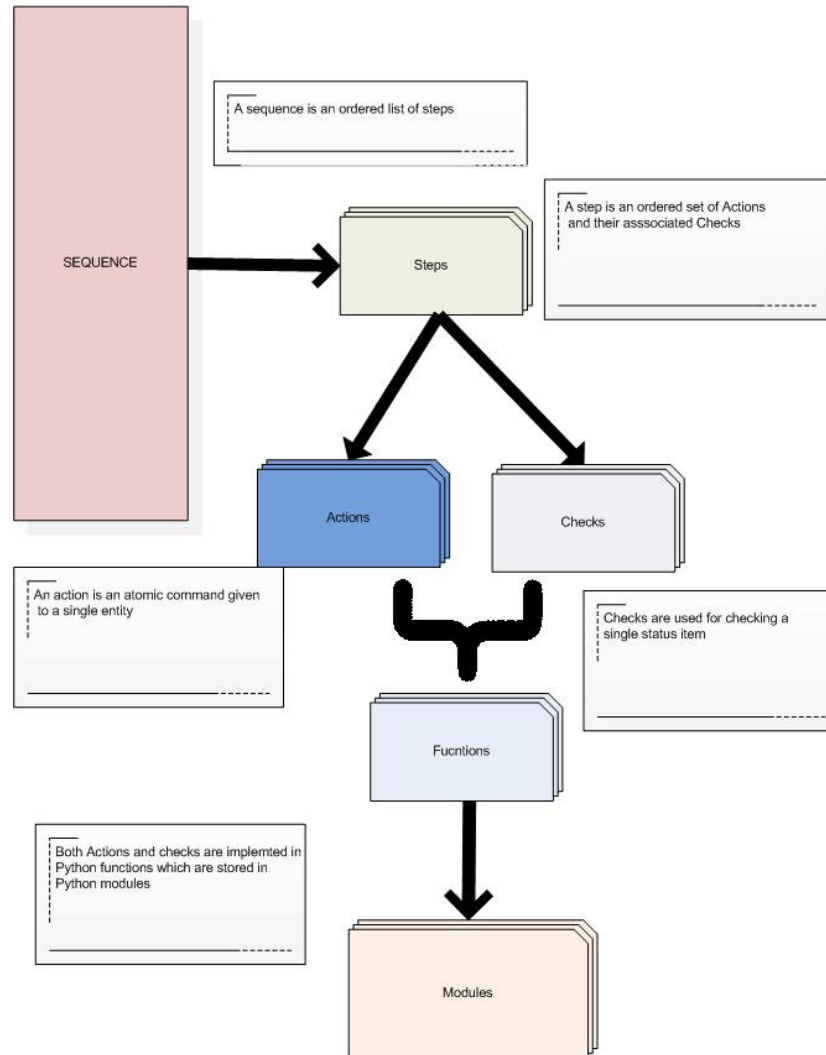 A sequence is an ordered list of steps
A step is an ordered set of Actions
and their asssociated Checks
SEQUENCE
Steps
Actions
Checks
An action is an atomic command given
to a single entity
Checks are used for checking a
single status item
Fucntions
Both Actions and checks are implemted in
Python functions which are stored in
Python modules
Modules